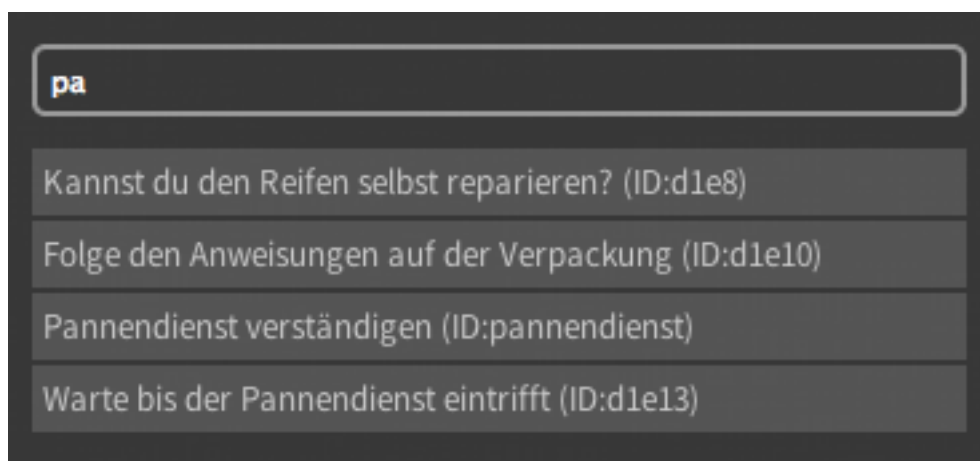 pa
Kannst du den Reifen selbst reparieren? (ID:d1e8)
Folge den Anweisungen auf der Verpackung (ID:d1e10)
Pannendienst verständigen (ID:pannendienst)
Warte bis der Pannendienst eintrifft (ID:d1e13)